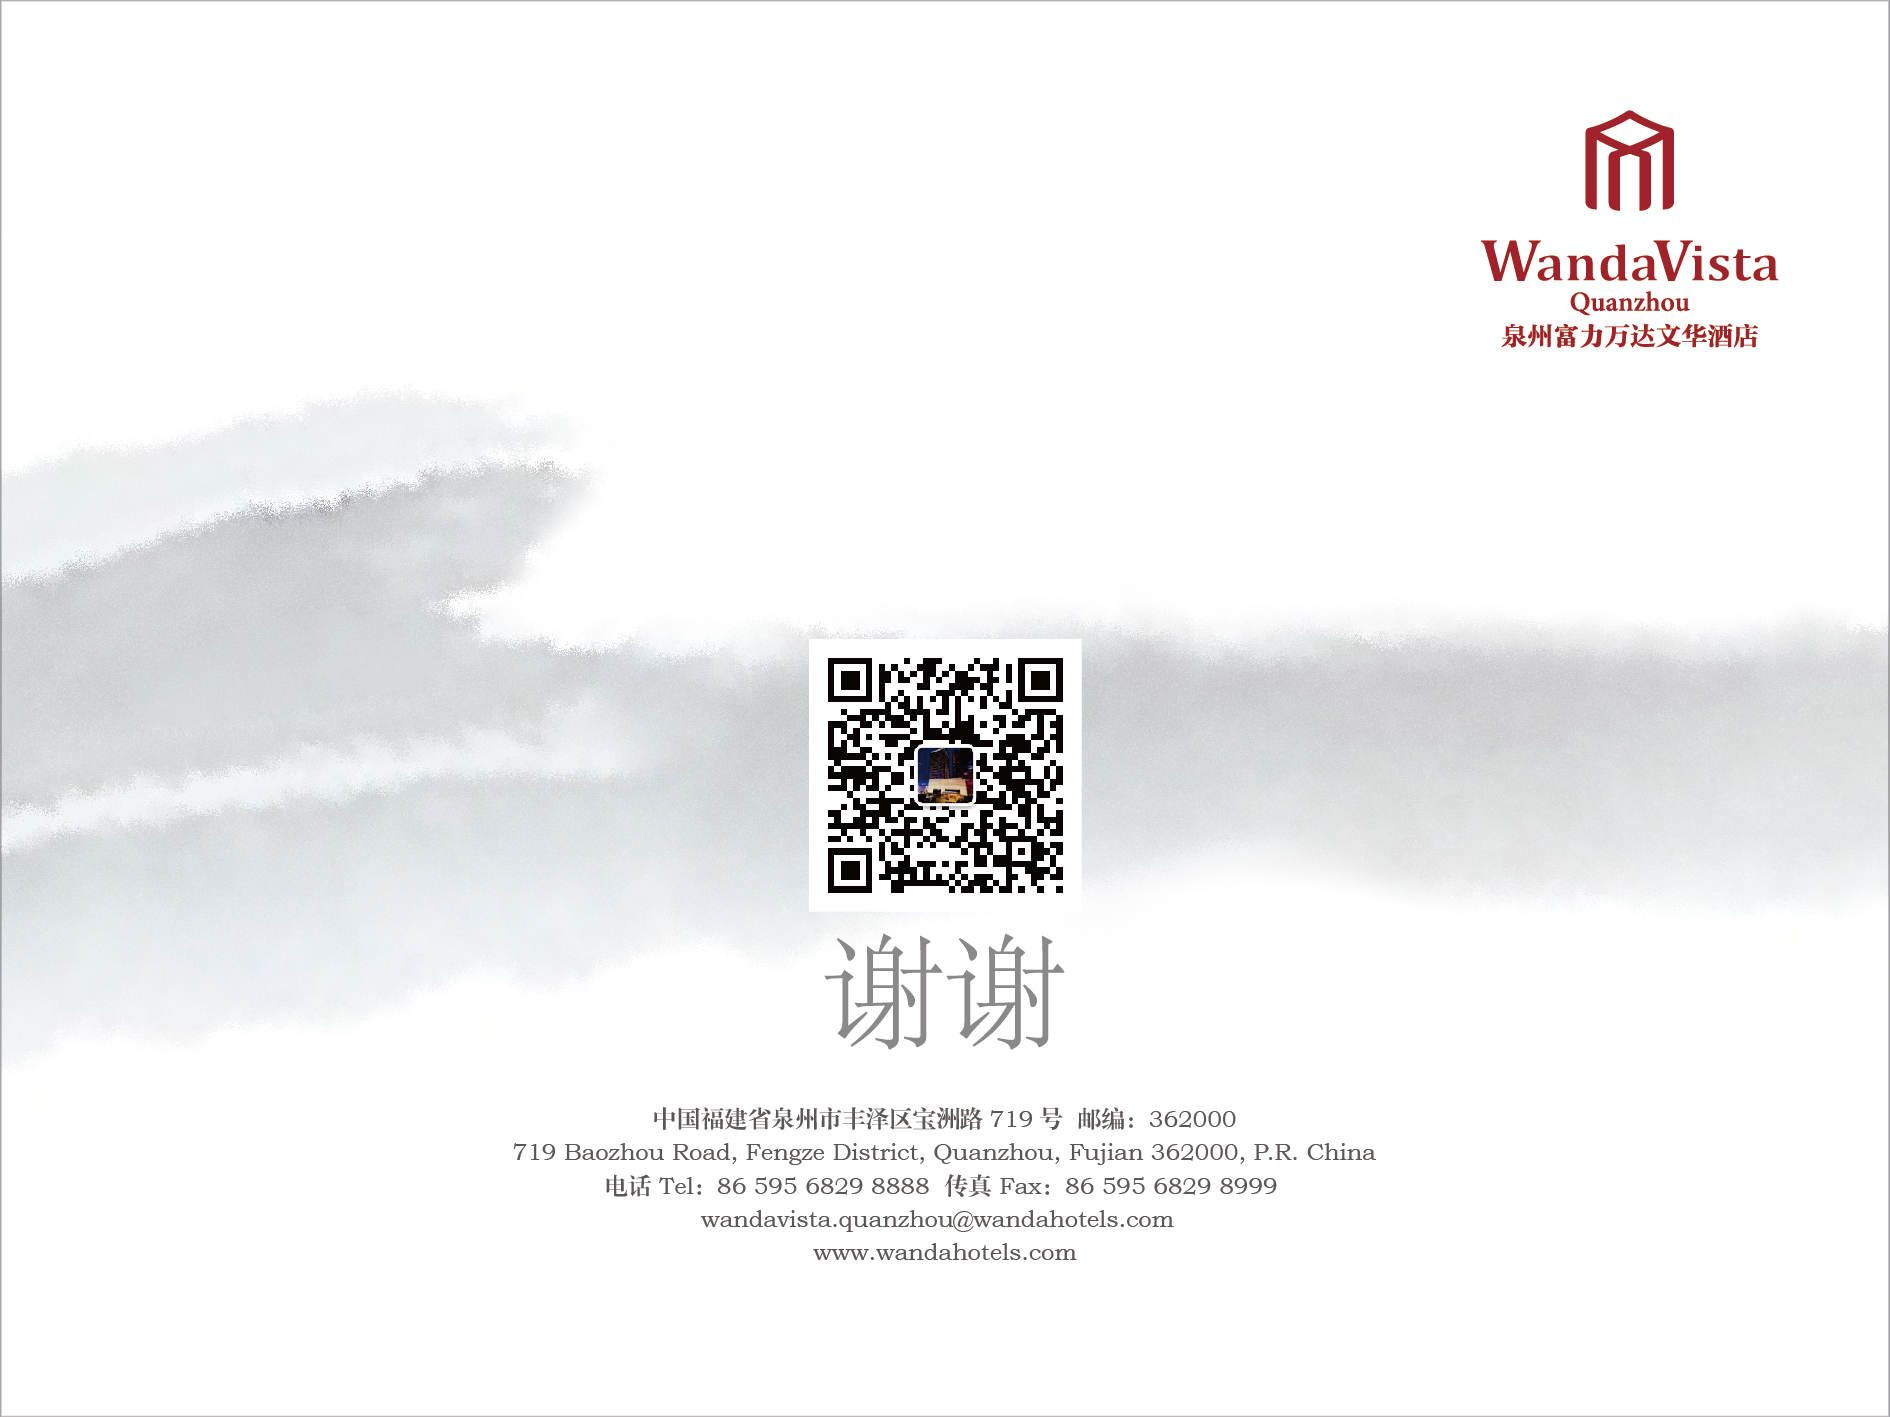 WandaVista
Quanzhou
泉州富力万达文华酒店
谢谢
中国福建省泉州市丰泽区宝洲路 719 号 邮编：362000
719 Baozhou Road, Fengze District, Quanzhou, Fujian 362000, P.R. China
电话 Tel：86 595 6829 8888 传真 Fax：86 595 6829 8999
wandavista.quanzhou@wandahotels.com
www.wandahotels.com